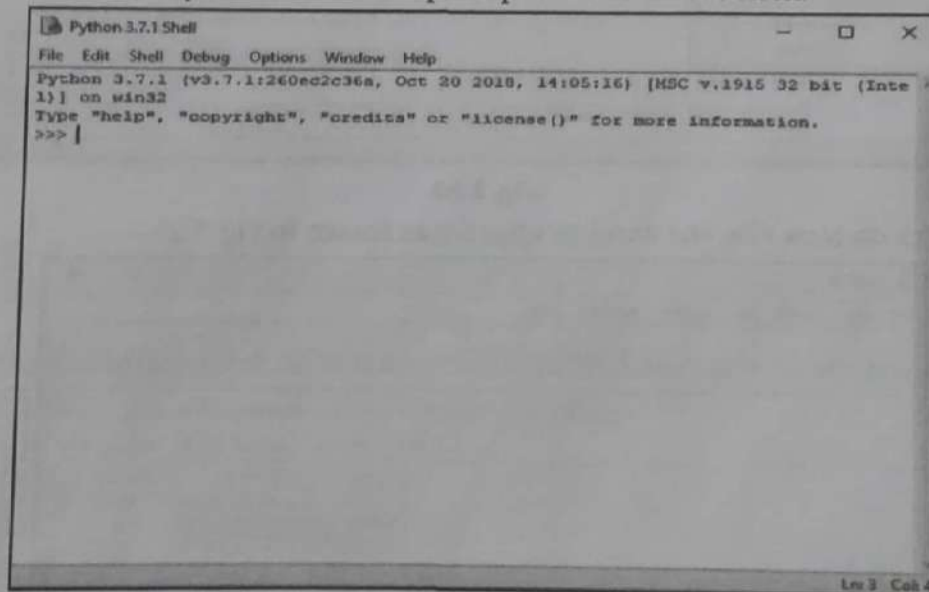 Python 3.7.1 Shell
File Edit Shell Debug Options Window Help
Python 3.7.1 (v3.7.1:260ec2c36a, Oct 20 2018, 14:05:16) [MSC v.1915 32 bit (Inte
l)] on win32
Type "help", "copyright", "credits" or "license()" for more information.
>>>
Ln: 3 Col: 4